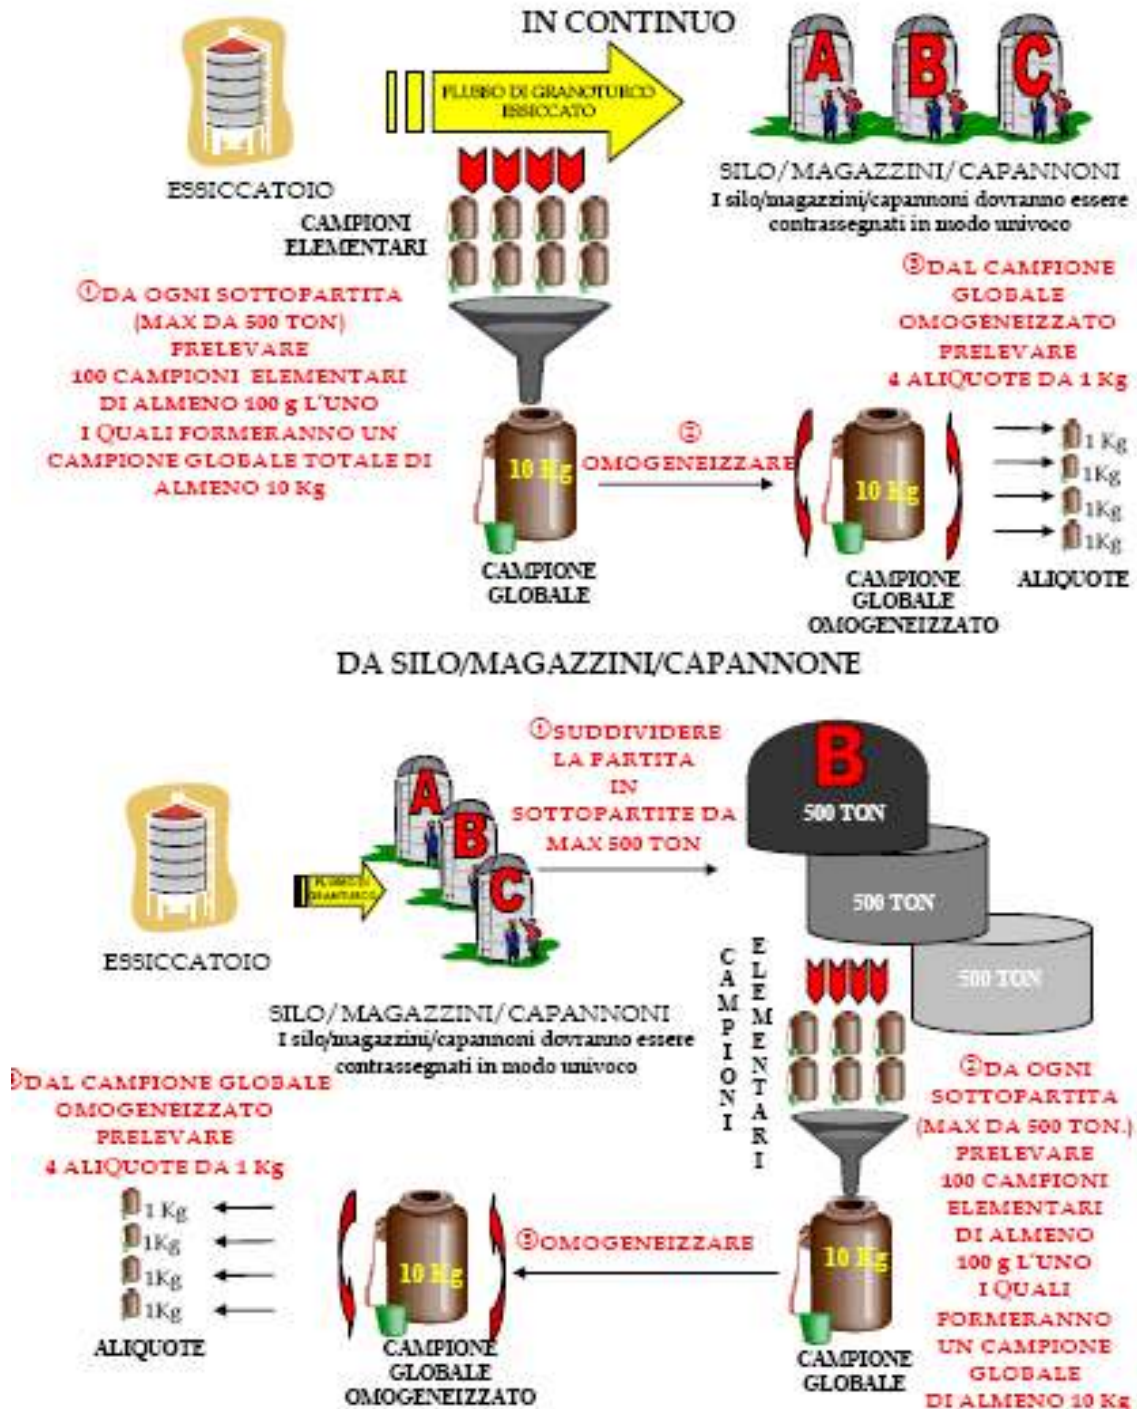 IN CONTINUO
FLUSSO DI GRANOTURCO
ESSICCATO
A
B
C
ESSICCATOIO
SILO/MAGAZZINI/CAPANNONI
I silo/magazzini/capannoni dovranno essere
contrassegnati in modo univoco
CAMPIONI
ELEMENTARI
①DA OGNI SOTTOPARTITA
(MAX DA 500 TON)
PRELEVARE
100 CAMPIONI ELEMENTARI
DI ALMENO 100 g L'UNO
I QUALI FORMERANNO UN
CAMPIONE GLOBALE TOTALE DI
ALMENO 10 Kg
10 Kg
CAMPIONE
GLOBALE
②
OMOGENEIZZARE
10 Kg
CAMPIONE
GLOBALE
OMOGENEIZZATO
③DAL CAMPIONE
GLOBALE
OMOGENEIZZATO
PRELEVARE
4 ALIQUOTE DA 1 Kg
1 Kg
1Kg
1Kg
1Kg
ALIQUOTE
DA SILO/MAGAZZINI/CAPANNONE
ESSICCATOIO
FLUSSO DI
GRANTURCO
A
B
C
SILO/MAGAZZINI/CAPANNONI
I silo/magazzini/capannoni dovranno essere
contrassegnati in modo univoco
①SUDDIVIDERE
LA PARTITA
IN
SOTTOPARTITE DA
MAX 500 TON
B
500 TON
500 TON
500 TON
CAMPIONI
ELEMENTARI
②DA OGNI
SOTTOPARTITA
(MAX DA 500 TON.)
PRELEVARE
100 CAMPIONI
ELEMENTARI
DI ALMENO
100 g L'UNO
I QUALI
FORMERANNO
UN CAMPIONE
GLOBALE
DI ALMENO 10 Kg
10 Kg
CAMPIONE
GLOBALE
③OMOGENEIZZARE
10 Kg
CAMPIONE
GLOBALE
OMOGENEIZZATO
DAL CAMPIONE GLOBALE
OMOGENEIZZATO
PRELEVARE
4 ALIQUOTE DA 1 Kg
1 Kg
1Kg
1Kg
1Kg
ALIQUOTE